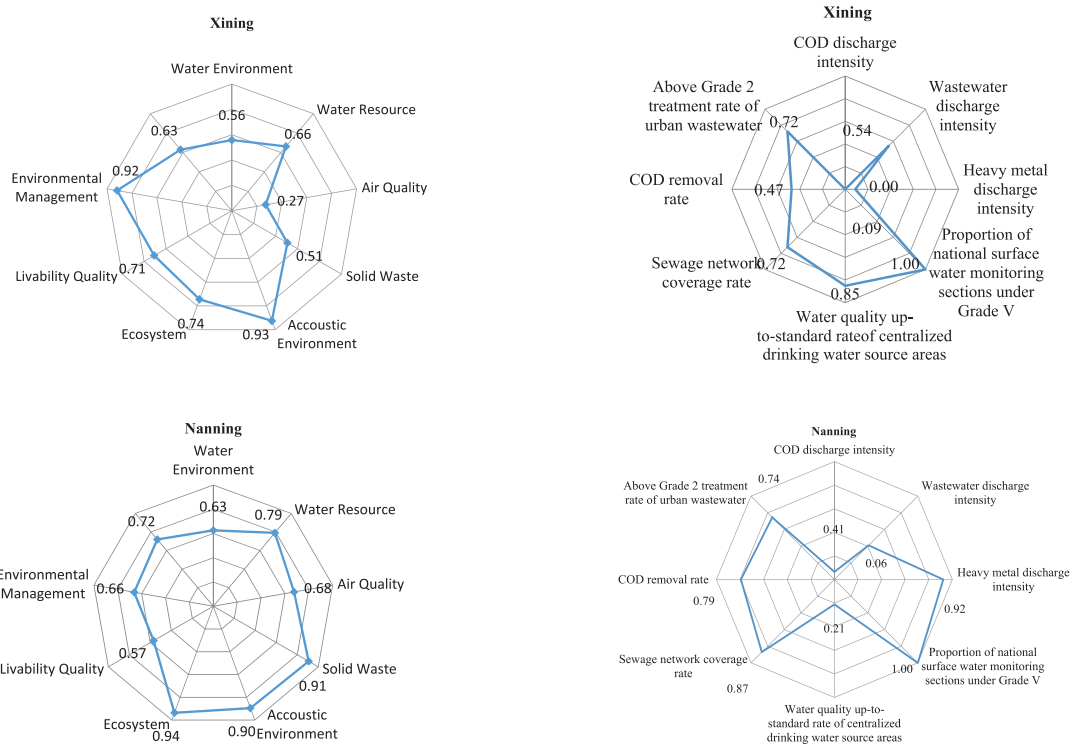 Xining
Water Environment
0.56
Water Resource
0.66
0.63
0.92
Environmental
Management
Air Quality
0.27
0.51
Solid Waste
Livability Quality
0.71
Ecosystem
0.74
0.93
Accoustic
Environment
Xining
COD discharge
intensity
Above Grade 2
treatment rate of
urban wastewater
0.72
0.54
Wastewater
discharge
intensity
COD removal
rate
0.47
0.00
Heavy metal
discharge
intensity
0.09
Sewage network
coverage rate
0.72
0.85
1.00
Proportion of
national surface
water monitoring
sections under
Grade V
Water quality up-
to-standard rateof centralized
drinking water source areas
Nanning
Water
Environment
0.63
0.79
Water Resource
0.72
Environmental
Management
0.66
0.68
Air Quality
Livability Quality
0.57
Solid Waste
0.91
Ecosystem
0.94
0.90
Accoustic
Environment
Nanning
COD discharge intensity
0.74
Above Grade 2 treatment
rate of urban wastewater
Wastewater discharge
intensity
0.41
0.06
COD removal rate
0.79
Heavy metal discharge
intensity
0.92
0.21
Sewage network coverage
rate
0.87
1.00
Proportion of national
surface water monitoring
sections under Grade V
Water quality up-to-
standard rate of centralized
drinking water source areas